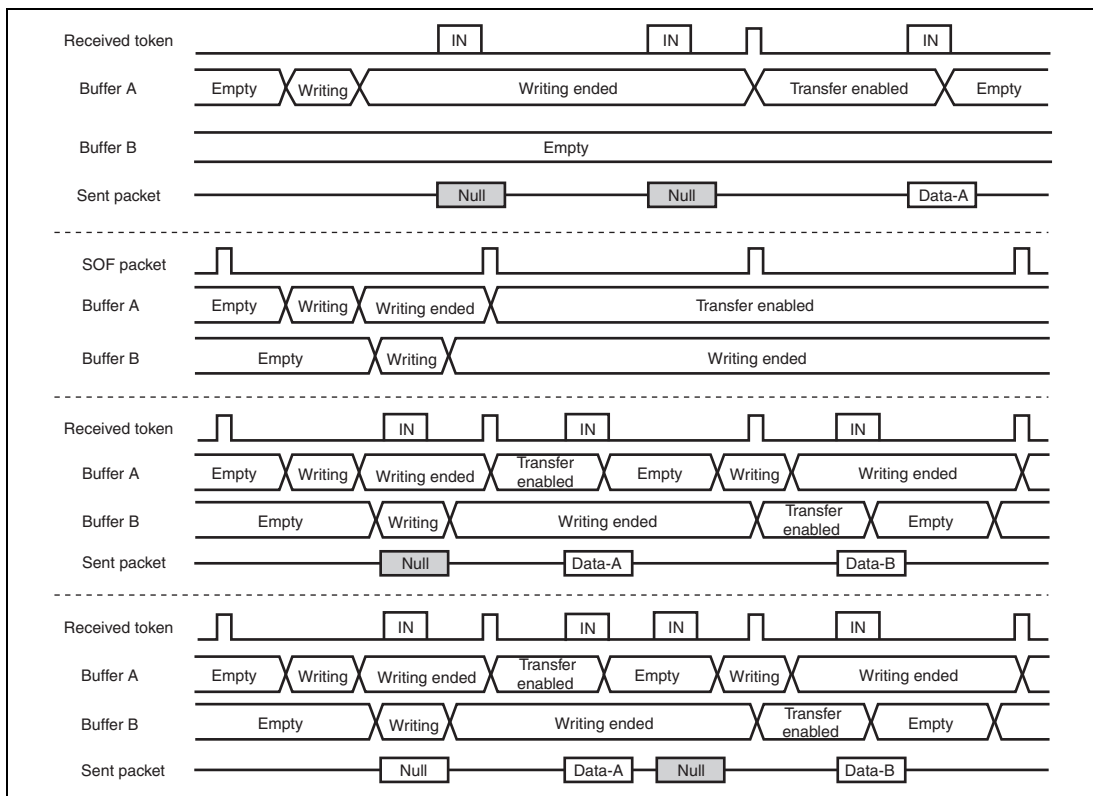 Received token IN IN IN
Buffer A Empty Writing Writing ended Transfer enabled Empty
Buffer B Empty
Sent packet Null Null Data-A
SOF packet
Buffer A Empty Writing Writing ended Transfer enabled
Buffer B Empty Writing Writing ended
Received token IN IN IN
Buffer A Empty Writing Writing ended Transfer enabled Empty Writing Writing ended
Buffer B Empty Writing Writing ended Transfer enabled Empty
Sent packet Null Data-A Data-B
Received token IN IN IN IN
Buffer A Empty Writing Writing ended Transfer enabled Empty Writing Writing ended
Buffer B Empty Writing Writing ended Transfer enabled Empty
Sent packet Null Data-A Null Data-B